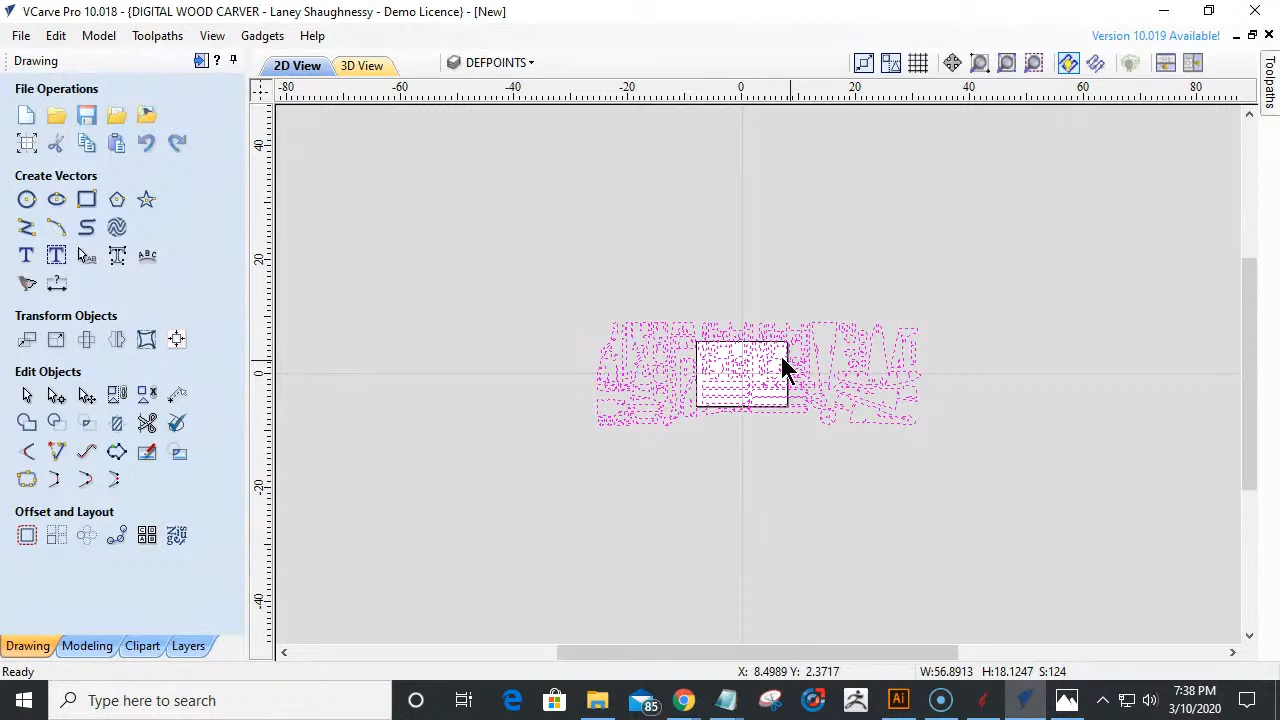 VCarve Pro 10.018 - {DIGITAL WOOD CARVER - Laney Shaughnessy - Demo Licence} - [New]
File Edit Model Toolpaths View Gadgets Help
Version 10.019 Available!
Drawing
?
2D View
3D View
DEFPOINTS
File Operations
-80 -60 -40 -20 0 20 40 60 80
Toolpaths
40
20
0
-20
-40
Create Vectors
Transform Objects
Edit Objects
Offset and Layout
Drawing Modeling Clipart Layers
Ready
X: 8.4989 Y: 2.3717
W:56.8913 H:18.1247 S:124
Type here to search
85
Ai
7:38 PM
3/10/2020